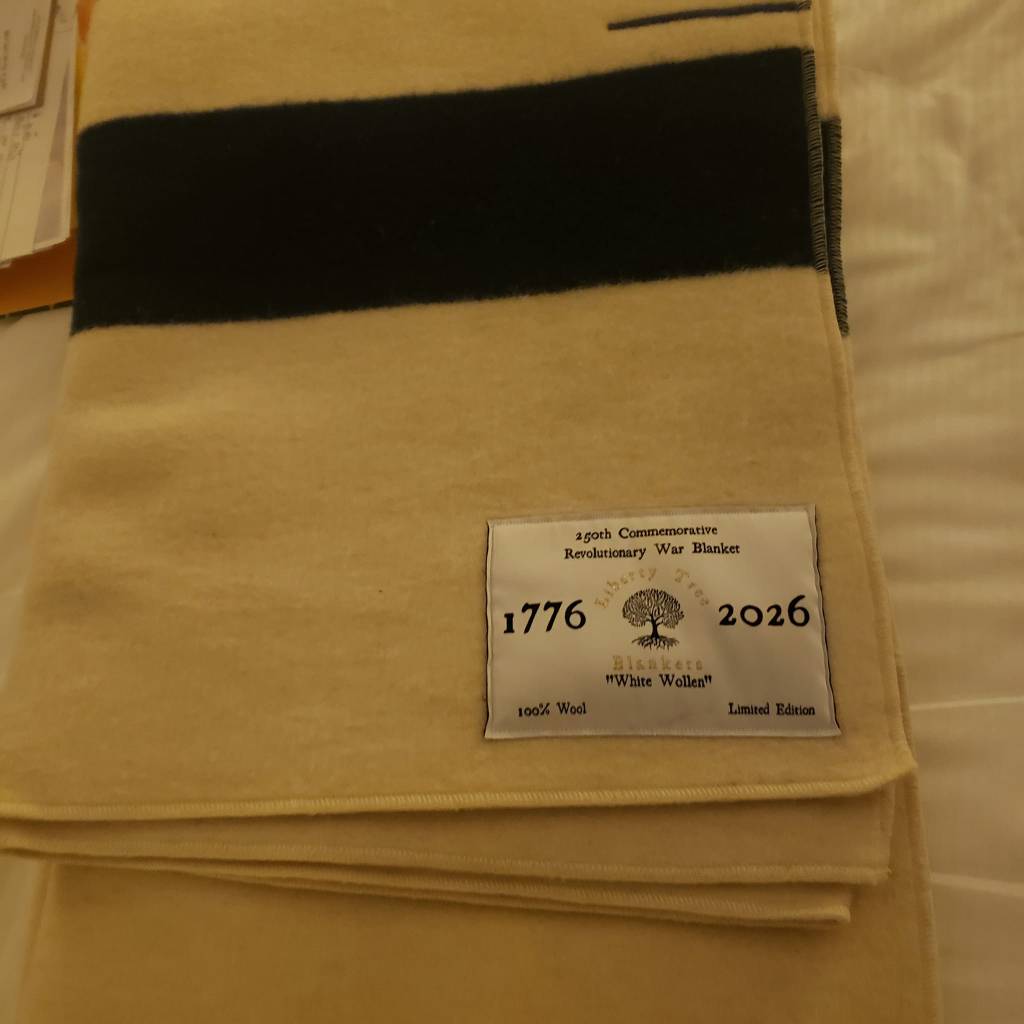 250th Commemorative
Revolutionary War Blanket
Liberty Tree
1776 2026
Blankets
"White Wollen"
100% Wool Limited Edition